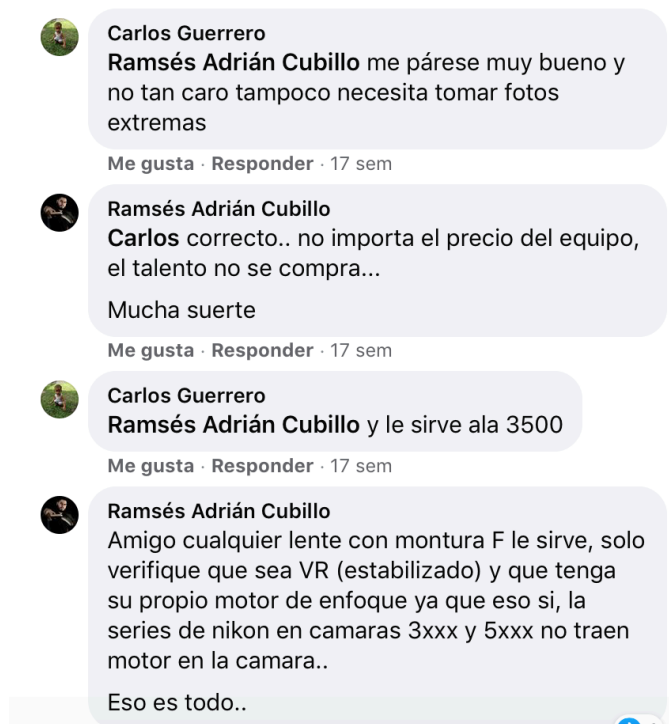 Carlos Guerrero
Ramsés Adrián Cubillo me párese muy bueno y
no tan caro tampoco necesita tomar fotos
extremas
Me gusta · Responder · 17 sem
Ramsés Adrián Cubillo
Carlos correcto.. no importa el precio del equipo,
el talento no se compra...
Mucha suerte
Me gusta · Responder · 17 sem
Carlos Guerrero
Ramsés Adrián Cubillo y le sirve ala 3500
Me gusta · Responder · 17 sem
Ramsés Adrián Cubillo
Amigo cualquier lente con montura F le sirve, solo
verifique que sea VR (estabilizado) y que tenga
su propio motor de enfoque ya que eso si, la
series de nikon en camaras 3xxx y 5xxx no traen
motor en la camara..
Eso es todo..